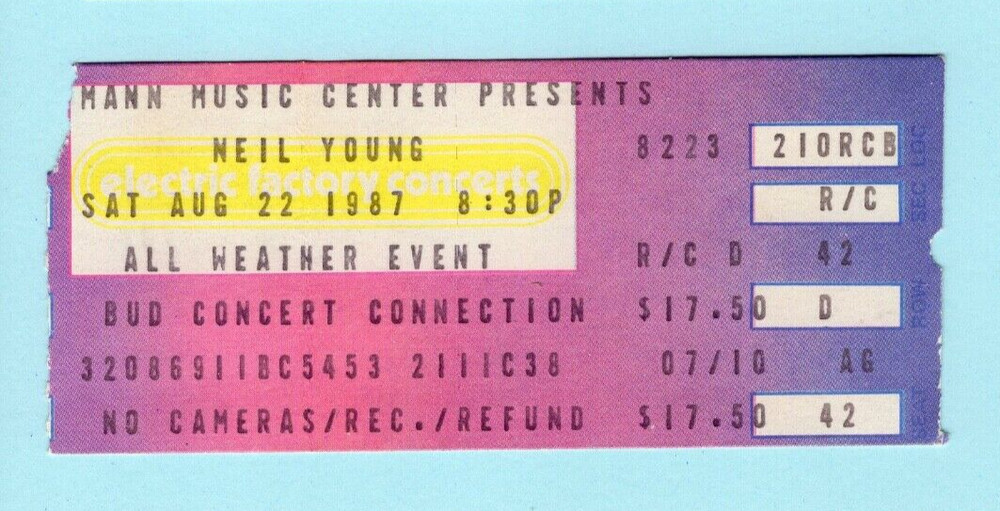 MANN MUSIC CENTER PRESENTS
NEIL YOUNG 8223 210RCB
electric factory concerts
SAT AUG 22 1987 8:30P R/C
ALL WEATHER EVENT R/C D 42
BUD CONCERT CONNECTION $17.50 D
320869118C5453 2111C38 07/10 AG
NO CAMERAS/REC./REFUND $17.50 42
SEC LOC
ROW
SEAT